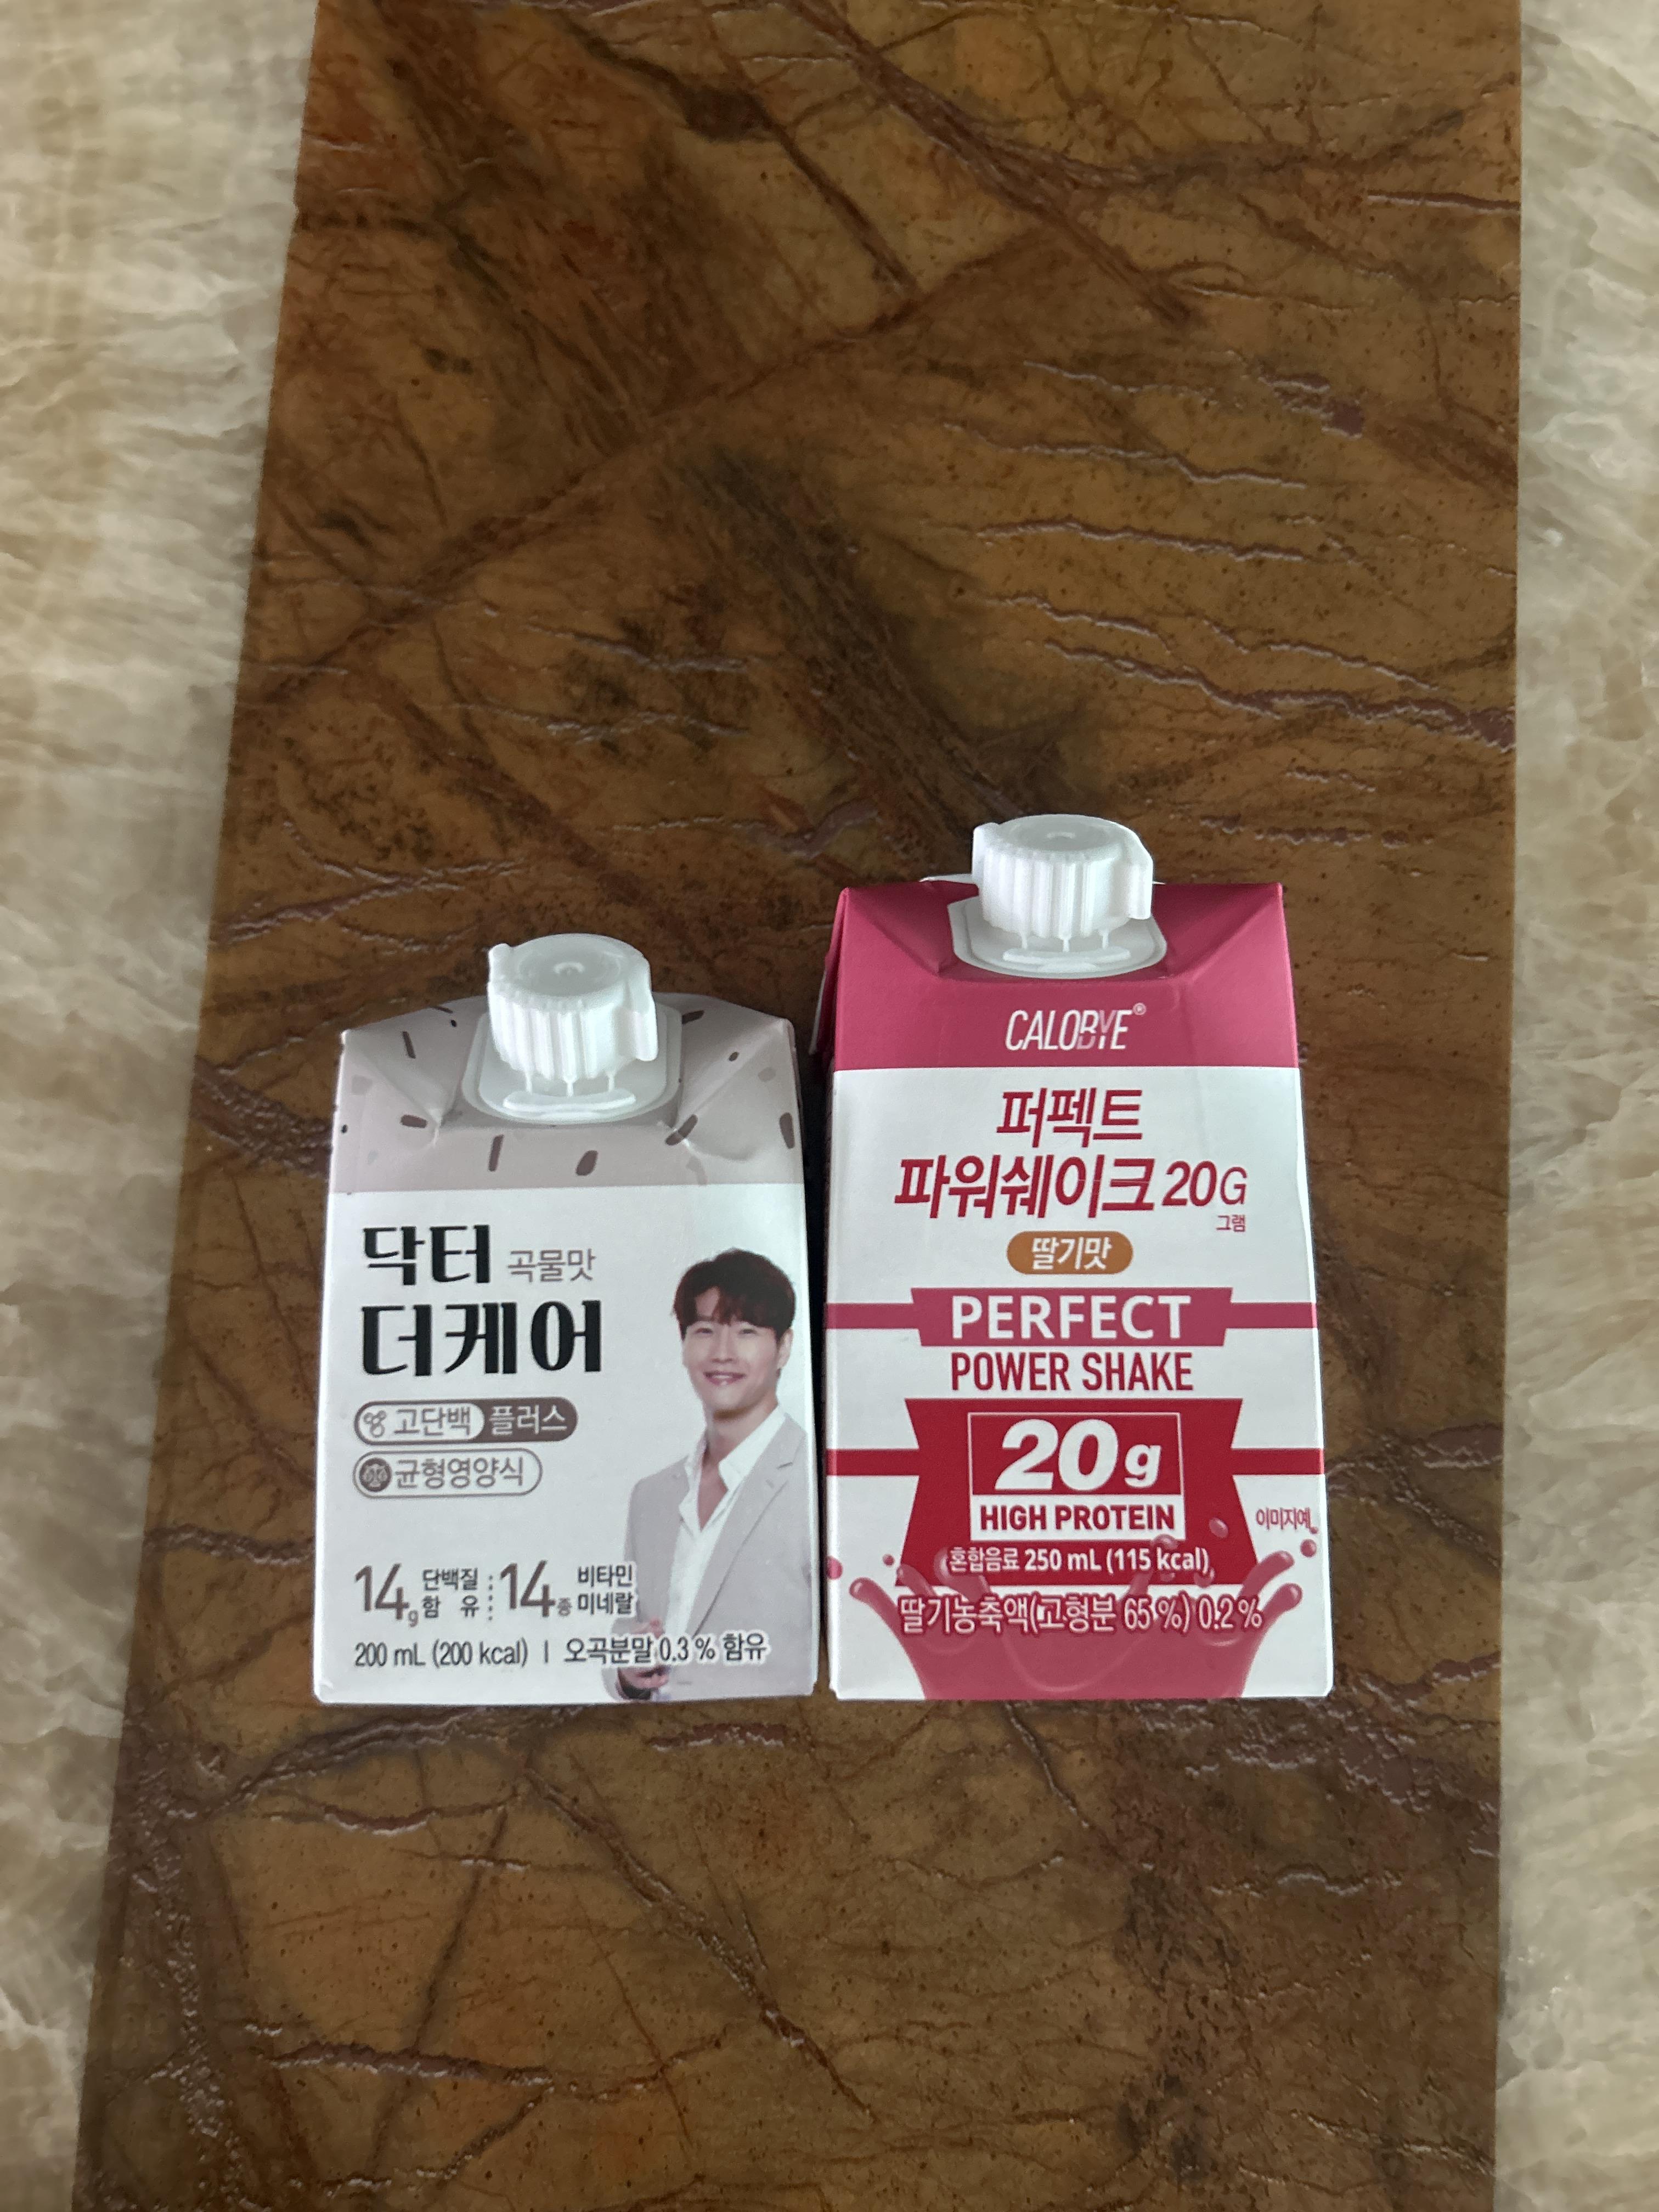 닥터 곡물맛
더케어
고단백 플러스
균형영양식
14g 단백질 함 유 14종 비타민 미네랄
200 mL (200 kcal) | 오곡분말 0.3 % 함유
CALOBYE®
퍼펙트
파워쉐이크 20G
그램
딸기맛
PERFECT
POWER SHAKE
20g
HIGH PROTEIN
이미지예
혼합음료 250 mL (115 kcal)
딸기농축액(고형분 65 %) 0.2 %